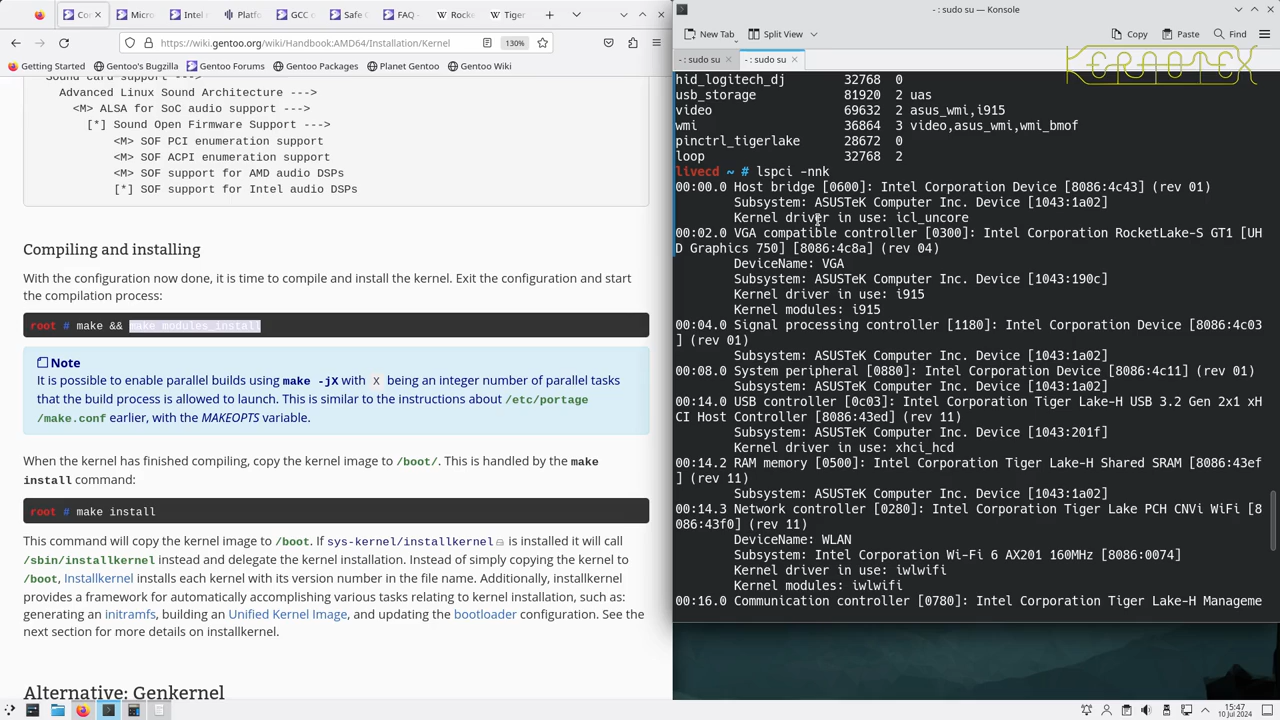 Cor
Micro
Intel r
Platfo
GCC e
Safe C
FAQ -
Rocke
Tiger
https://wiki.gentoo.org/wiki/Handbook:AMD64/Installation/Kernel
130%
Getting Started
Gentoo's Bugzilla
Gentoo Forums
Gentoo Packages
Planet Gentoo
Gentoo Wiki
Sound card support --->
Advanced Linux Sound Architecture --->
<M> ALSA for SoC audio support --->
[*] Sound Open Firmware Support --->
<M> SOF PCI enumeration support
<M> SOF ACPI enumeration support
[*] SOF support for AMD audio DSPs
[*] SOF support for Intel audio DSPs
Compiling and installing
With the configuration now done, it is time to compile and install the kernel. Exit the configuration and start
the compilation process:
root # make && make modules_install
Note
It is possible to enable parallel builds using make -jX with X being an integer number of parallel tasks
that the build process is allowed to launch. This is similar to the instructions about /etc/portage
/make.conf earlier, with the MAKEOPTS variable.
When the kernel has finished compiling, copy the kernel image to /boot/. This is handled by the make
install command:
root # make install
This command will copy the kernel image to /boot. If sys-kernel/installkernel is installed it will call
/sbin/installkernel instead and delegate the kernel installation. Instead of simply copying the kernel to
/boot, Installkernel installs each kernel with its version number in the file name. Additionally, installkernel
provides a framework for automatically accomplishing various tasks relating to kernel installation, such as:
generating an initramfs, building an Unified Kernel Image, and updating the bootloader configuration. See the
next section for more details on installkernel.
Alternative: Genkernel
- : sudo su — Konsole
New Tab
Split View
Copy
Paste
Find
- : sudo su
- : sudo su
KERNOTEX
hid_logitech_dj 32768 0
usb_storage 81920 2 uas
video 69632 2 asus_wmi,i915
wmi 36864 3 video,asus_wmi,wmi_bmof
pinctrl_tigerlake 28672 0
loop 32768 2
livecd ~ # lspci -nnk
00:00.0 Host bridge [0600]: Intel Corporation Device [8086:4c43] (rev 01)
Subsystem: ASUSTeK Computer Inc. Device [1043:1a02]
Kernel driver in use: icl_uncore
00:02.0 VGA compatible controller [0300]: Intel Corporation RocketLake-S GT1 [UH
D Graphics 750] [8086:4c8a] (rev 04)
DeviceName: VGA
Subsystem: ASUSTeK Computer Inc. Device [1043:190c]
Kernel driver in use: i915
Kernel modules: i915
00:04.0 Signal processing controller [1180]: Intel Corporation Device [8086:4c03
] (rev 01)
Subsystem: ASUSTeK Computer Inc. Device [1043:1a02]
00:08.0 System peripheral [0880]: Intel Corporation Device [8086:4c11] (rev 01)
Subsystem: ASUSTeK Computer Inc. Device [1043:1a02]
00:14.0 USB controller [0c03]: Intel Corporation Tiger Lake-H USB 3.2 Gen 2x1 xH
CI Host Controller [8086:43ed] (rev 11)
Subsystem: ASUSTeK Computer Inc. Device [1043:201f]
Kernel driver in use: xhci_hcd
00:14.2 RAM memory [0500]: Intel Corporation Tiger Lake-H Shared SRAM [8086:43ef
] (rev 11)
Subsystem: ASUSTeK Computer Inc. Device [1043:1a02]
00:14.3 Network controller [0280]: Intel Corporation Tiger Lake PCH CNVi WiFi [8
086:43f0] (rev 11)
DeviceName: WLAN
Subsystem: Intel Corporation Wi-Fi 6 AX201 160MHz [8086:0074]
Kernel driver in use: iwlwifi
Kernel modules: iwlwifi
00:16.0 Communication controller [0780]: Intel Corporation Tiger Lake-H Manageme
15:47
10 Jul 2024